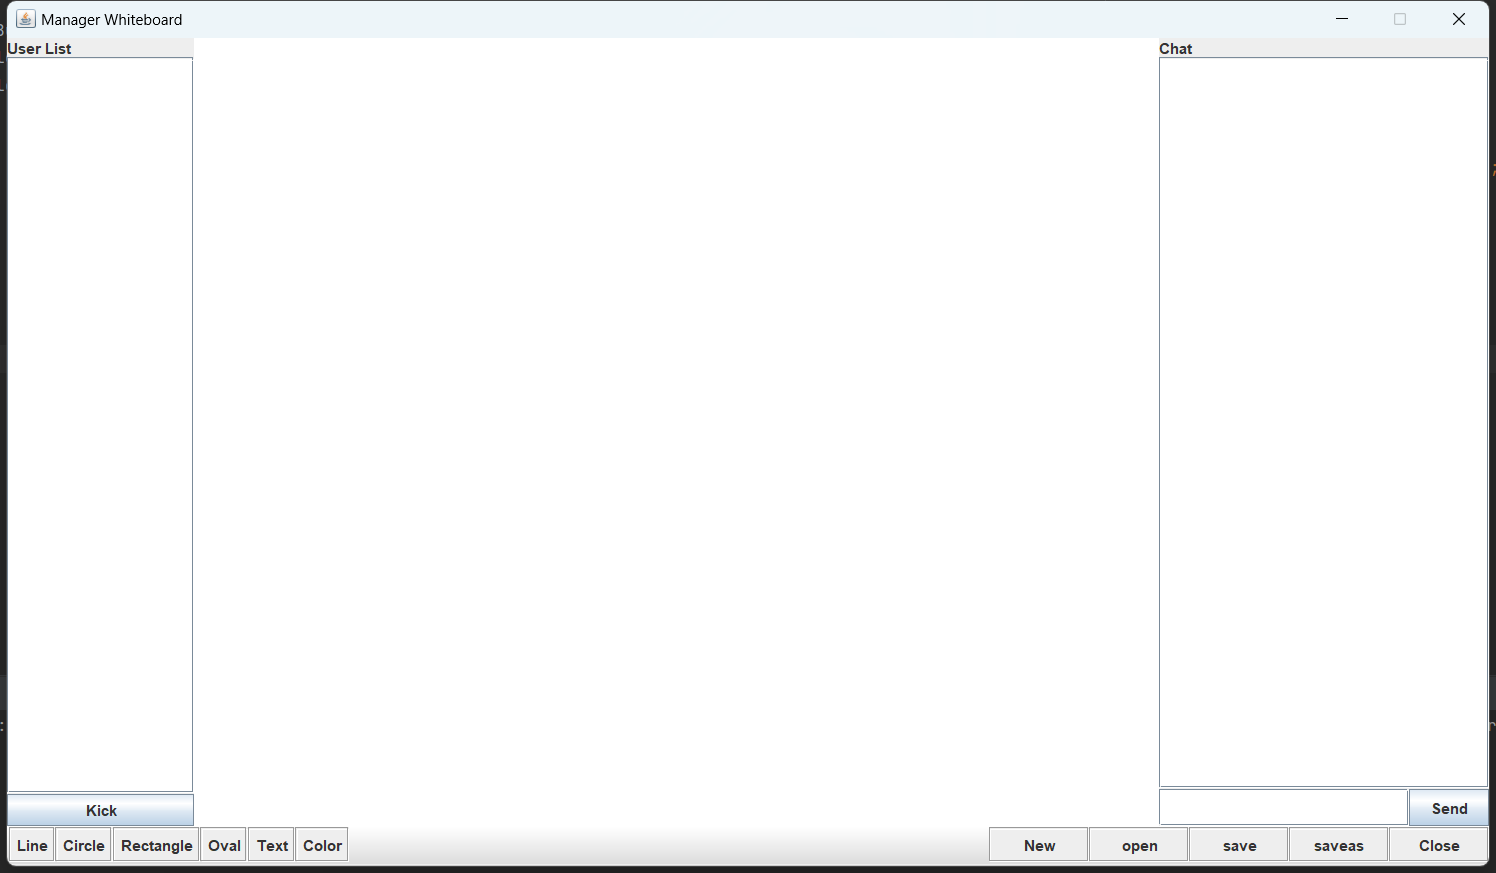 Manager Whiteboard
User List
Chat
Kick
Send
Line Circle Rectangle Oval Text Color
New open save saveas Close